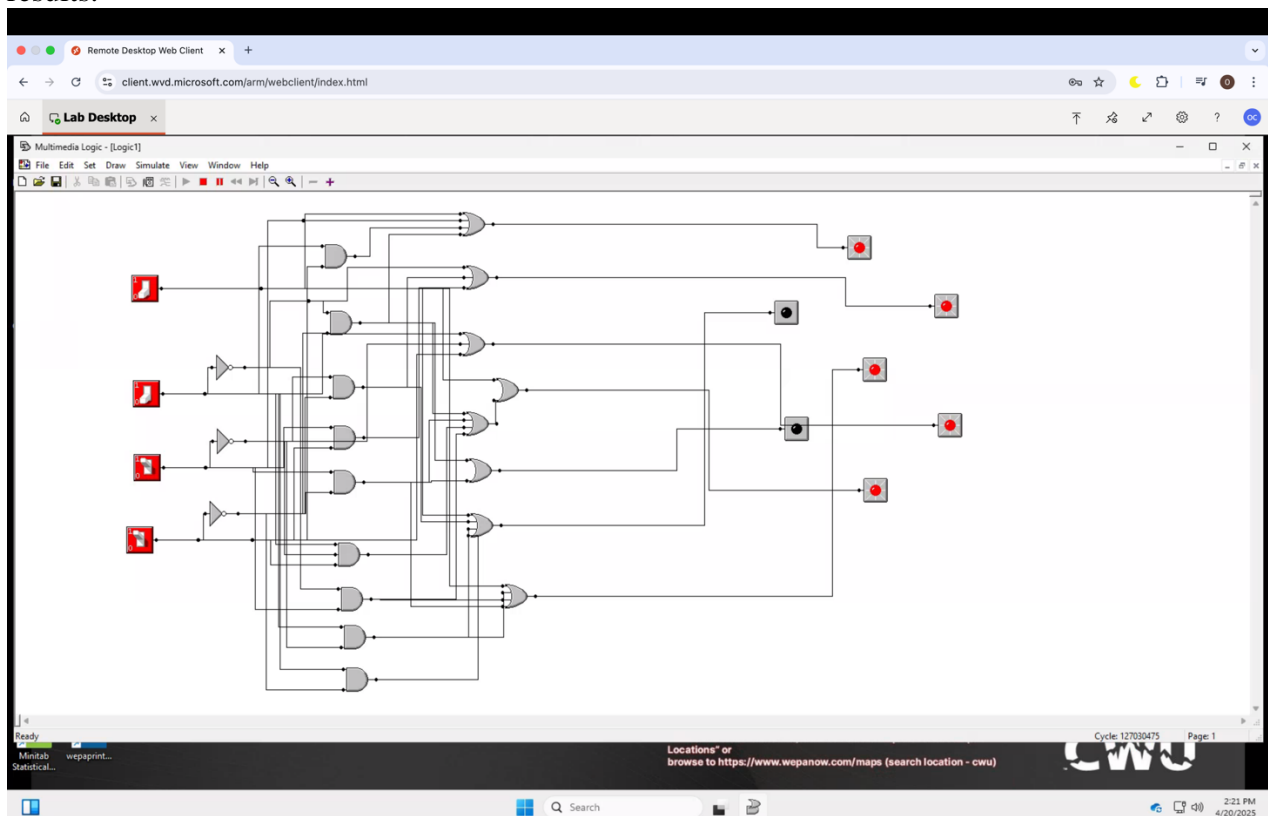 results.
Remote Desktop Web Client
client.wvd.microsoft.com/arm/webclient/index.html
O
Lab Desktop
?
OC
Multimedia Logic - [Logic1]
File Edit Set Draw Simulate View Window Help
Ready
Cycle: 127030475 Page: 1
Minitab
Statistical...
wepaprint...
Locations" or
browse to https://www.wepanow.com/maps (search location - cwu)
CWU
Search
2:21 PM
4/20/2025